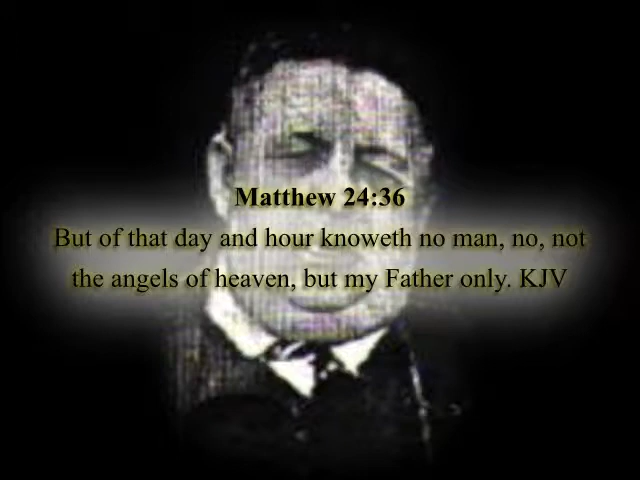 Matthew 24:36
But of that day and hour knoweth no man, no, not
the angels of heaven, but my Father only. KJV